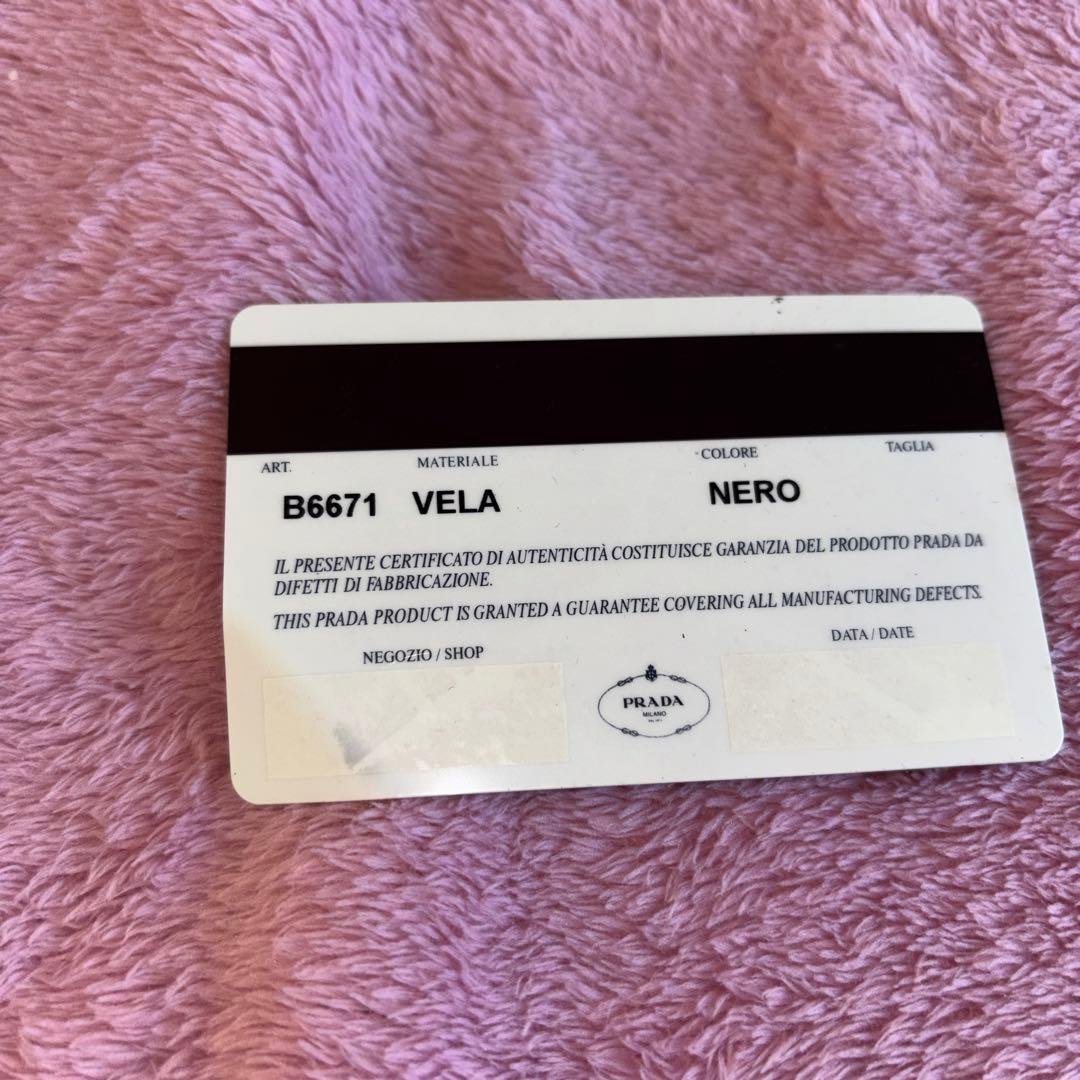 ART. MATERIALE COLORE TAGLIA
B6671 VELA NERO
IL PRESENTE CERTIFICATO DI AUTENTICITÀ COSTITUISCE GARANZIA DEL PRODOTTO PRADA DA
DIFETTI DI FABBRICAZIONE.
THIS PRADA PRODUCT IS GRANTED A GUARANTEE COVERING ALL MANUFACTURING DEFECTS.
NEGOZIO / SHOP
DATA / DATE
PRADA
MILANO